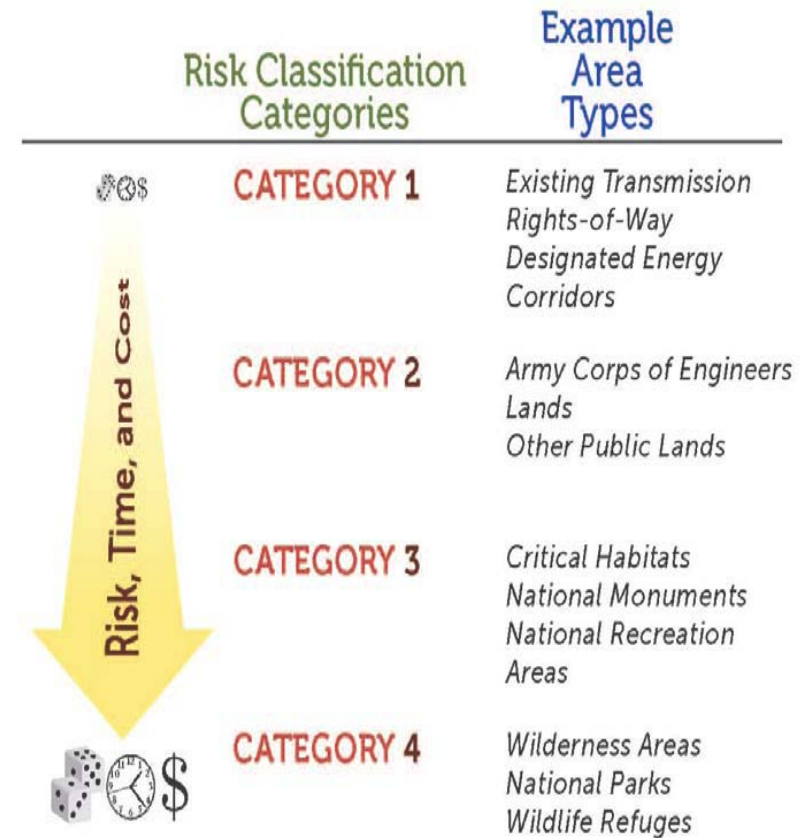 Risk Classification
Categories
Example
Area
Types
$
CATEGORY 1
Existing Transmission
Rights-of-Way
Designated Energy
Corridors
Risk, Time, and Cost
CATEGORY 2
Army Corps of Engineers
Lands
Other Public Lands
CATEGORY 3
Critical Habitats
National Monuments
National Recreation
Areas
$
CATEGORY 4
Wilderness Areas
National Parks
Wildlife Refuges